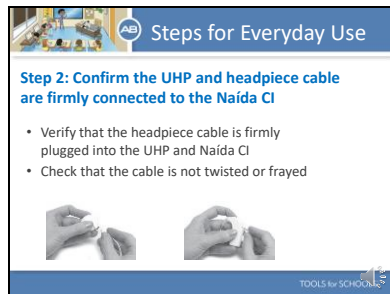 AB
Steps for Everyday Use
Step 2: Confirm the UHP and headpiece cable
are firmly connected to the Naída CI
• Verify that the headpiece cable is firmly
plugged into the UHP and Naída CI
• Check that the cable is not twisted or frayed
TOOLS for SCHOOLS